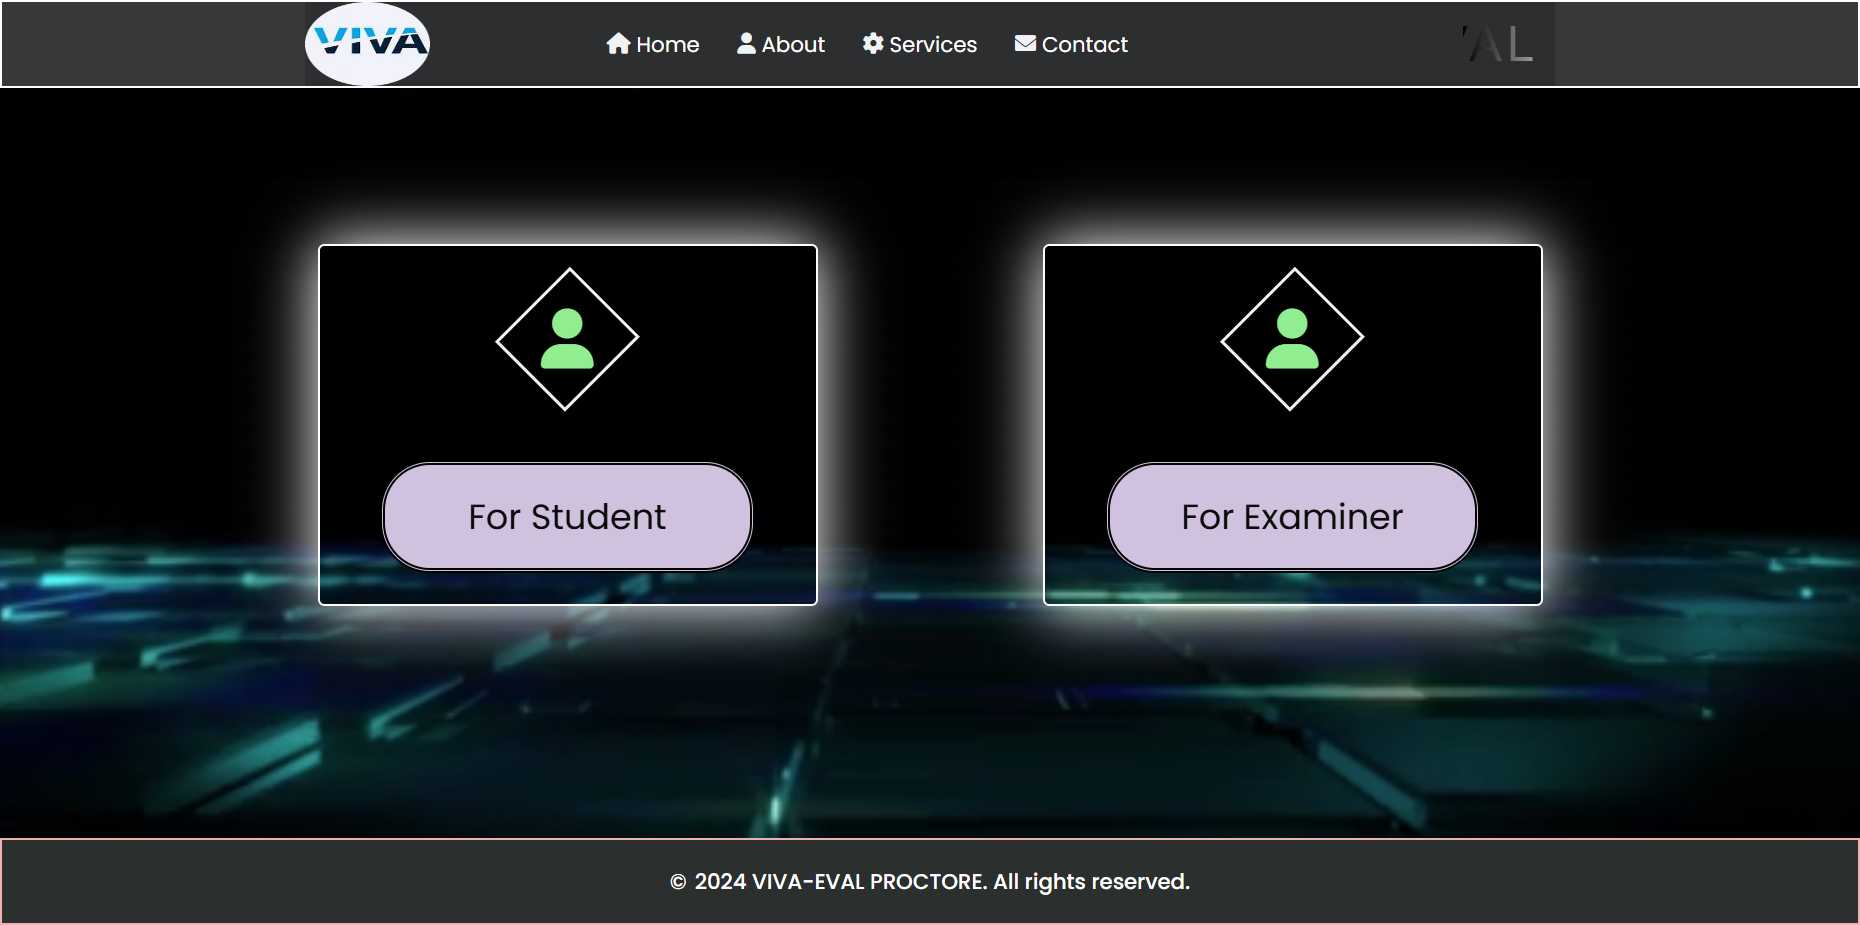 VIVA
Home
About
Services
Contact
AL
For Student
For Examiner
© 2024 VIVA-EVAL PROCTORE. All rights reserved.